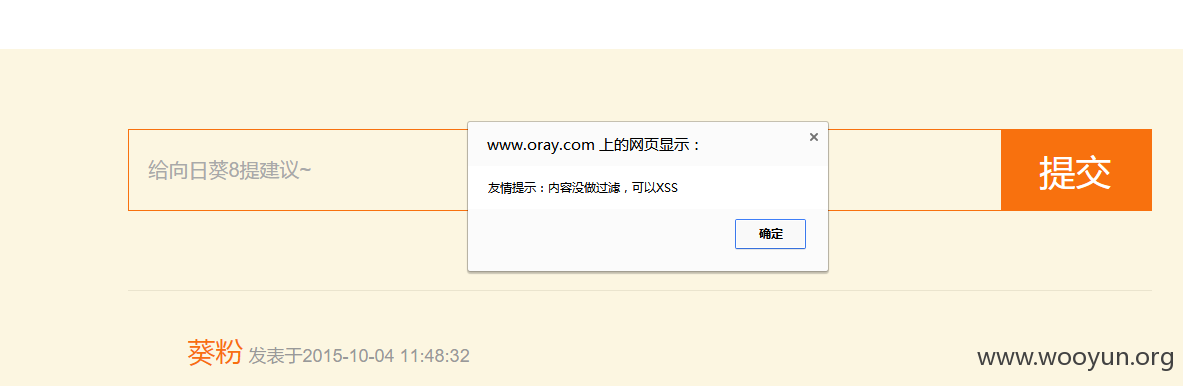 www.oray.com 上的网页显示：
×
给向日葵8提建议~
友情提示：内容没做过滤，可以XSS
提交
确定
葵粉 发表于2015-10-04 11:48:32
www.wooyun.org